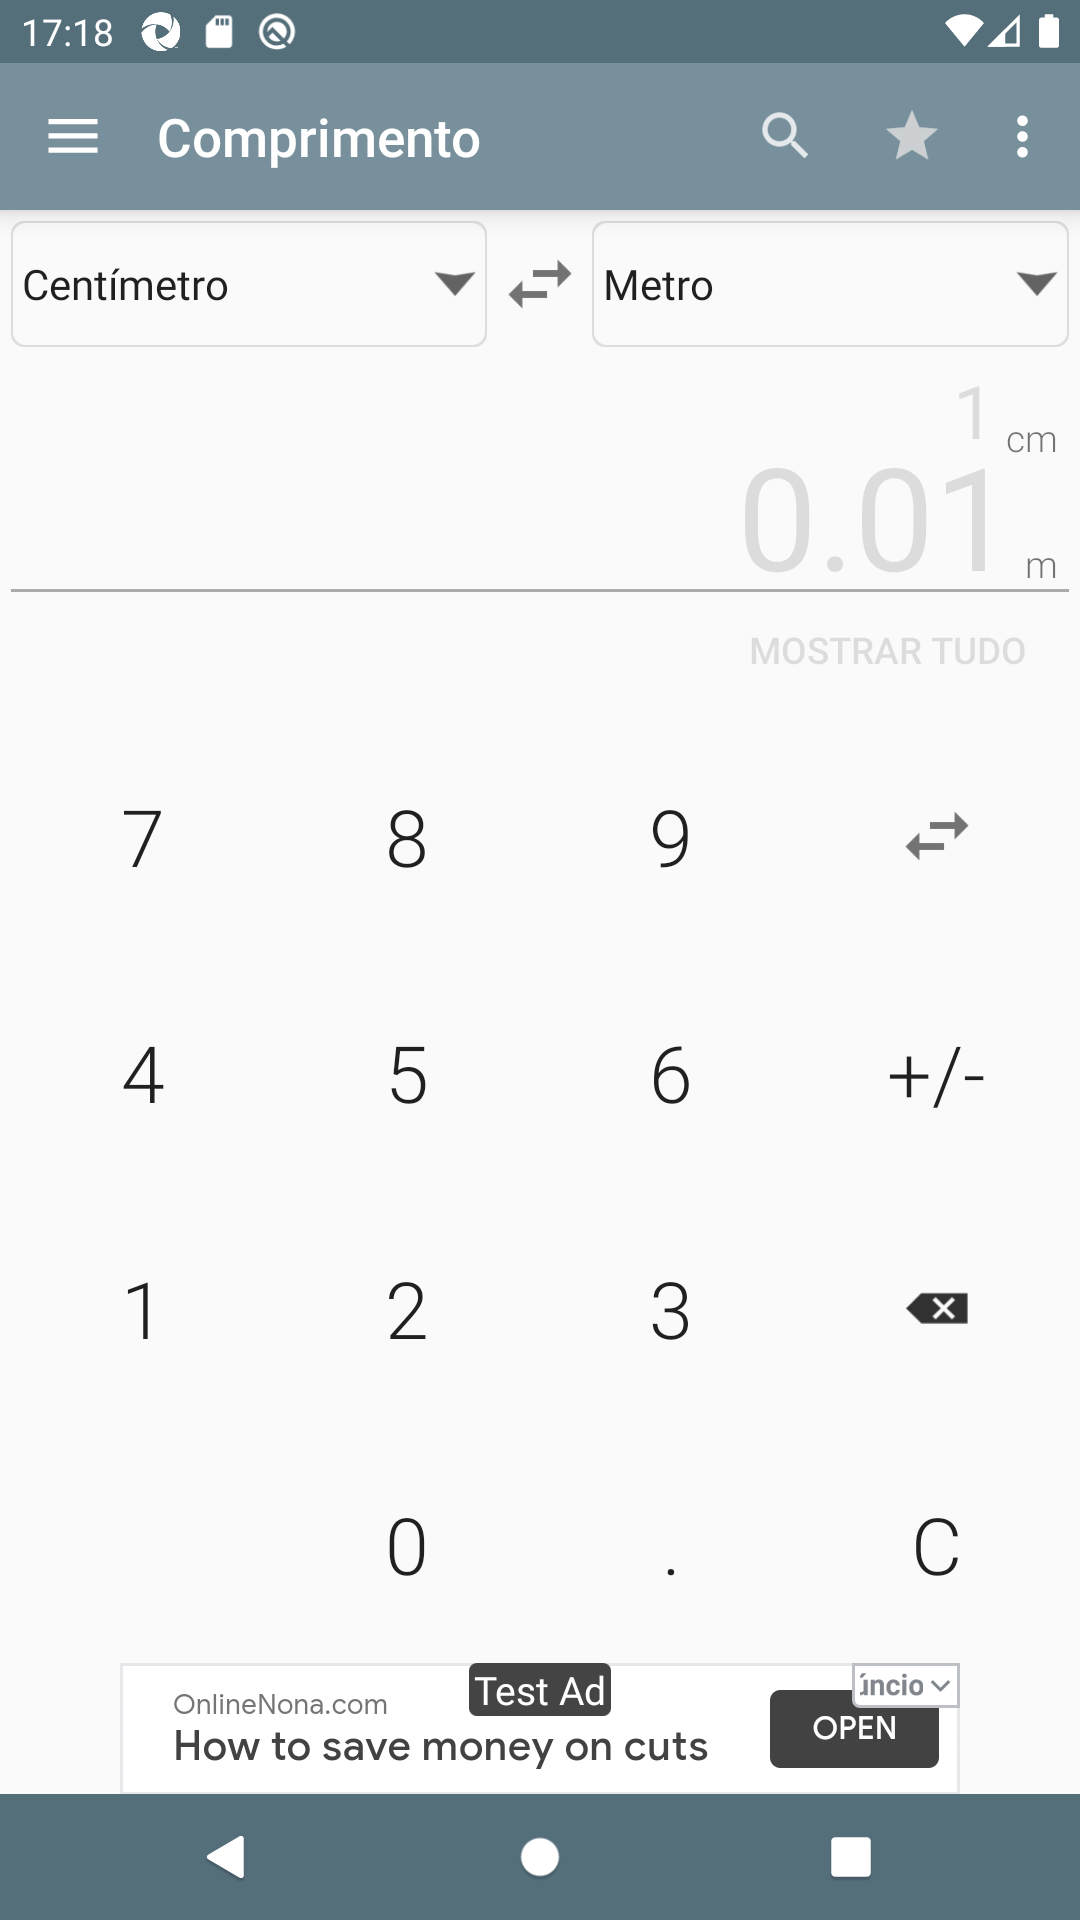 17:18
Comprimento
Centímetro
Metro
1 cm
0.01 m
MOSTRAR TUDO
7 8 9
4 5 6 +/-
1 2 3
0 . C
Test Ad
OnlineNona.com
How to save money on cuts
OPEN